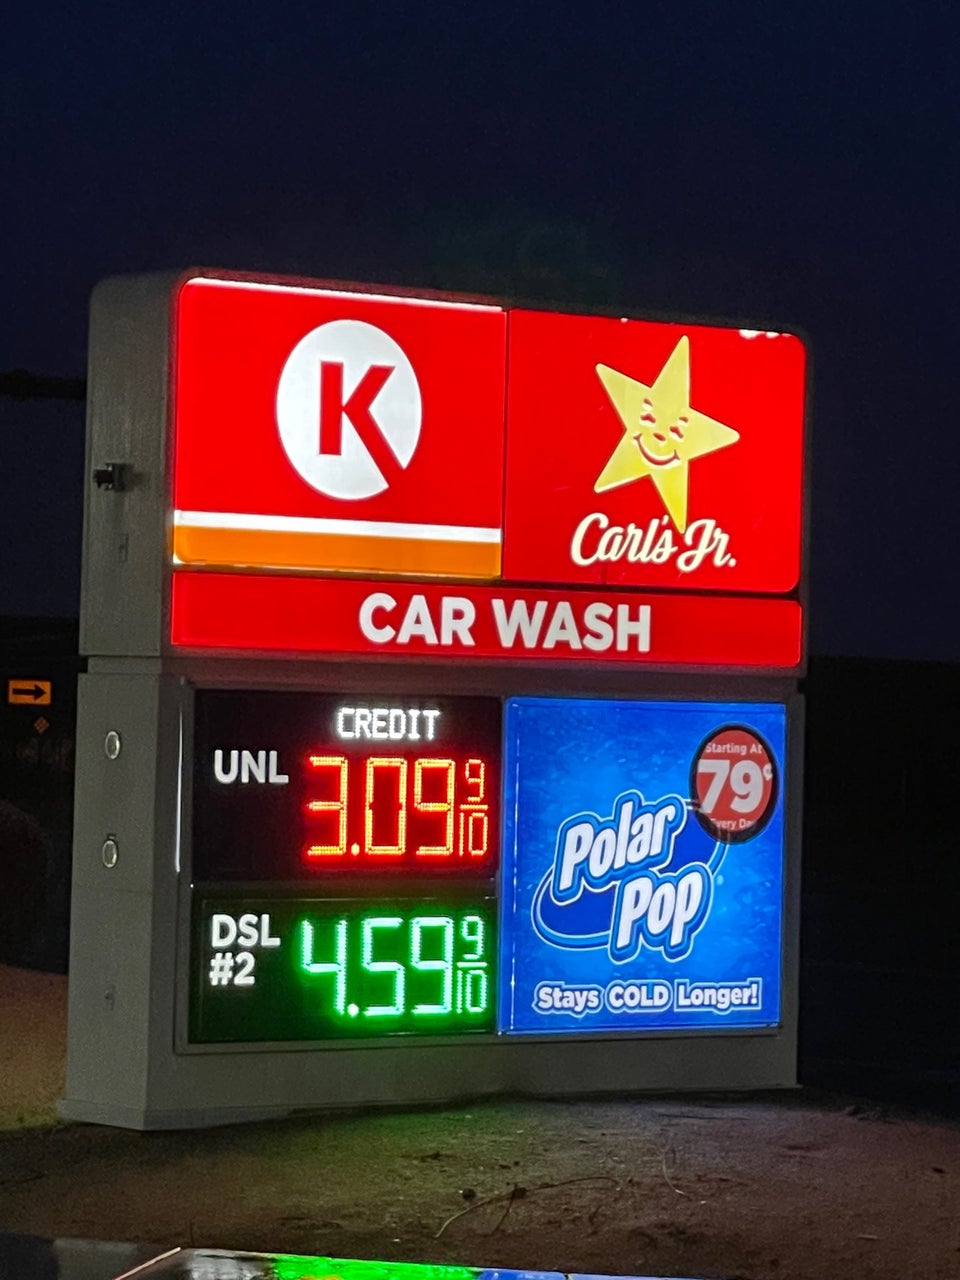 K
Carl's Jr.
CAR WASH
CREDIT
UNL 3.09 9/10
DSL #2 4.59 9/10
Starting At
79¢
Every Day
Polar
Pop
Stays COLD Longer!